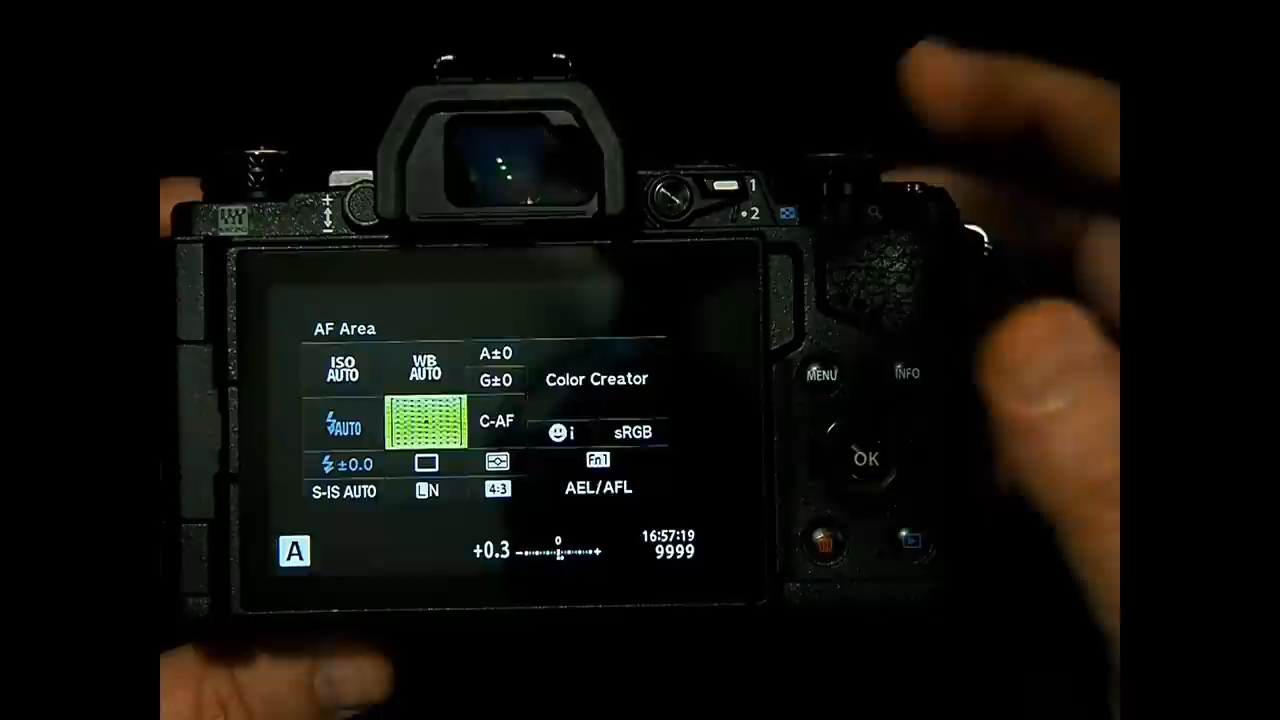 1
2
AF Area
ISO AUTO
WB AUTO
A±0
G±0
Color Creator
AUTO
C-AF
i
sRGB
±0.0
Fn1
S-IS AUTO
LN
4:3
AEL/AFL
A
+0.3
0
16:57:19
9999
MENU
INFO
OK